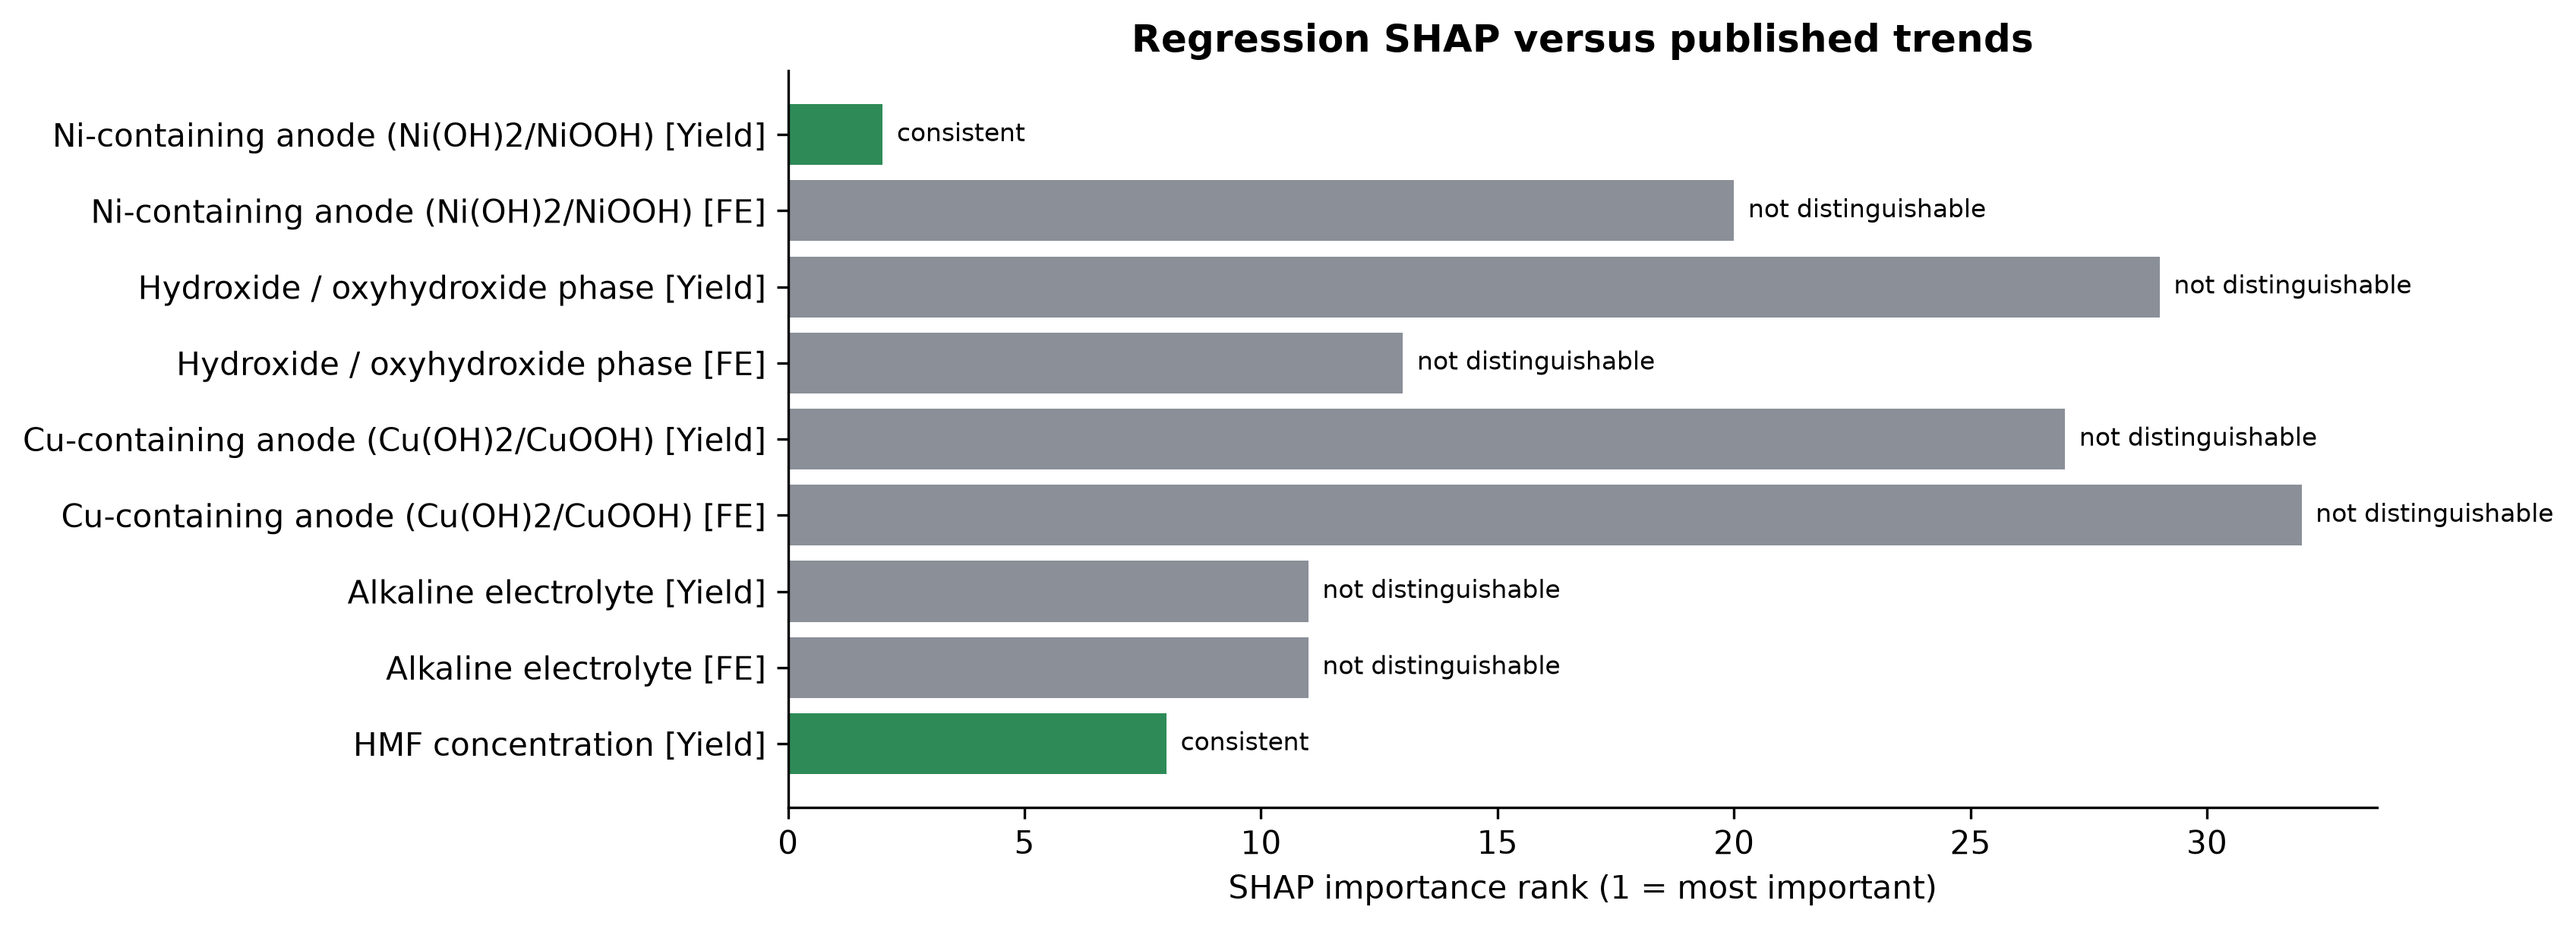 Regression SHAP versus published trends
Ni-containing anode (Ni(OH)2/NiOOH) [Yield] consistent
Ni-containing anode (Ni(OH)2/NiOOH) [FE] not distinguishable
Hydroxide / oxyhydroxide phase [Yield] not distinguishable
Hydroxide / oxyhydroxide phase [FE] not distinguishable
Cu-containing anode (Cu(OH)2/CuOOH) [Yield] not distinguishable
Cu-containing anode (Cu(OH)2/CuOOH) [FE] not distinguishable
Alkaline electrolyte [Yield] not distinguishable
Alkaline electrolyte [FE] not distinguishable
HMF concentration [Yield] consistent
0 5 10 15 20 25 30
SHAP importance rank (1 = most important)